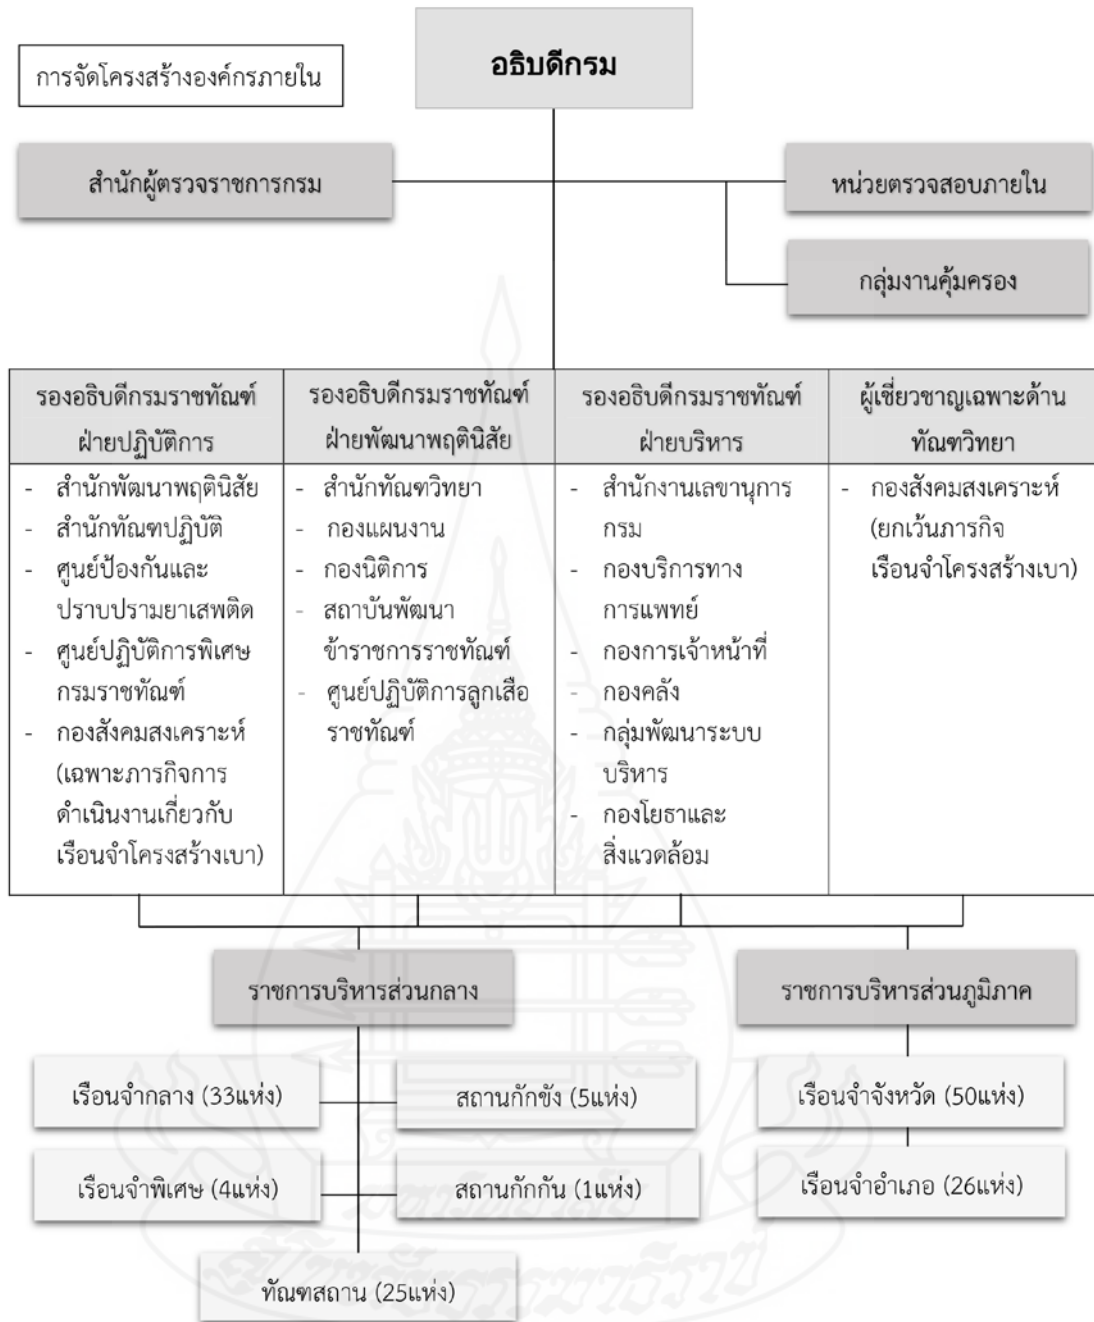 อธิบดีกรม
การจัดโครงสร้างองค์กรภายใน
สำนักผู้ตรวจราชการกรม
หน่วยตรวจสอบภายใน
กลุ่มงานคุ้มครอง
รองอธิบดีกรมราชทัณฑ์
ฝ่ายปฏิบัติการ
- สำนักพัฒนาพฤตินิสัย
- สำนักทัณฑปฏิบัติ
- ศูนย์ป้องกันและ
ปราบปรามยาเสพติด
- ศูนย์ปฏิบัติการพิเศษ
กรมราชทัณฑ์
- กองสังคมสงเคราะห์
(เฉพาะภารกิจการ
ดำเนินงานเกี่ยวกับ
เรือนจำโครงสร้างเบา)
รองอธิบดีกรมราชทัณฑ์
ฝ่ายพัฒนาพฤตินิสัย
- สำนักทัณฑวิทยา
- กองแผนงาน
- กองนิติการ
- สถาบันพัฒนา
ข้าราชการราชทัณฑ์
- ศูนย์ปฏิบัติการลูกเสือ
ราชทัณฑ์
รองอธิบดีกรมราชทัณฑ์
ฝ่ายบริหาร
- สำนักงานเลขานุการ
กรม
- กองบริการทาง
การแพทย์
- กองการเจ้าหน้าที่
- กองคลัง
- กลุ่มพัฒนาระบบ
บริหาร
- กองโยธาและ
สิ่งแวดล้อม
ผู้เชี่ยวชาญเฉพาะด้าน
ทัณฑวิทยา
- กองสังคมสงเคราะห์
(ยกเว้นภารกิจ
เรือนจำโครงสร้างเบา)
ราชการบริหารส่วนกลาง
ราชการบริหารส่วนภูมิภาค
เรือนจำกลาง (33แห่ง)
สถานกักขัง (5แห่ง)
เรือนจำจังหวัด (50แห่ง)
เรือนจำพิเศษ (4แห่ง)
สถานกักกัน (1แห่ง)
เรือนจำอำเภอ (26แห่ง)
ทัณฑสถาน (25แห่ง)
มหาวิทยาลัย
สุโขทัยธรรมาธิราช